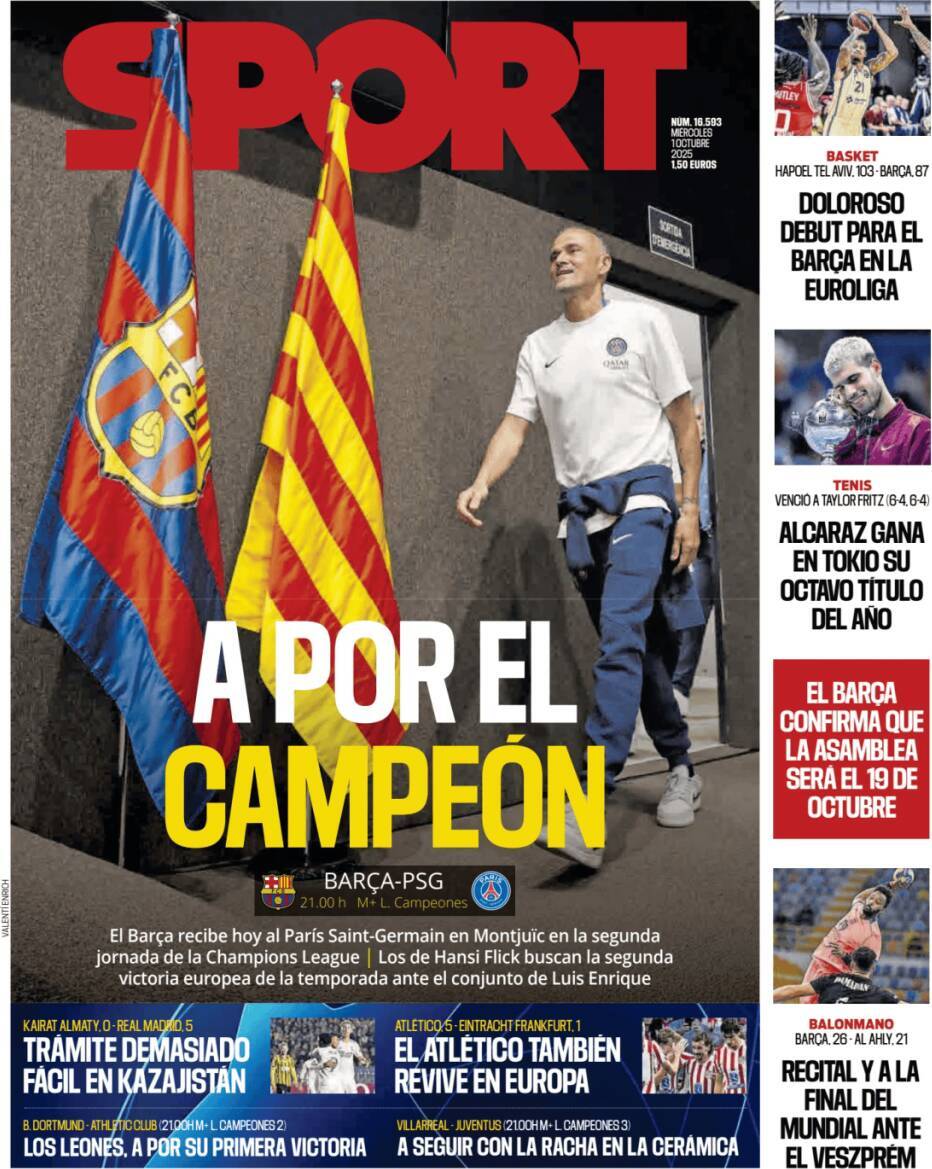 SPORT
NÚM. 16.593
MIÉRCOLES
1 OCTUBRE
2025
1,50 EUROS
SORTIDA
D'EMERGÈNCIA
FCB
QATAR
A POR EL
CAMPEÓN
BARÇA-PSG
21.00 h M+ L. Campeones
PARIS
El Barça recibe hoy al París Saint-Germain en Montjuïc en la segunda
jornada de la Champions League | Los de Hansi Flick buscan la segunda
victoria europea de la temporada ante el conjunto de Luis Enrique
VALENTÍ ENRICH
KAIRAT ALMATY, 0 - REAL MADRID, 5
TRÁMITE DEMASIADO
FÁCIL EN KAZAJISTÁN
ATLÉTICO, 5 - EINTRACHT FRANKFURT, 1
EL ATLÉTICO TAMBIÉN
REVIVE EN EUROPA
B. DORTMUND - ATHLETIC CLUB (21.00H M+ L. CAMPEONES 2)
LOS LEONES, A POR SU PRIMERA VICTORIA
VILLARREAL - JUVENTUS (21.00H M+ L. CAMPEONES 3)
A SEGUIR CON LA RACHA EN LA CERÁMICA
21
BASKET
HAPOEL TEL AVIV, 103 - BARÇA, 87
DOLOROSO
DEBUT PARA EL
BARÇA EN LA
EUROLIGA
TENIS
VENCIÓ A TAYLOR FRITZ (6-4, 6-4)
ALCARAZ GANA
EN TOKIO SU
OCTAVO TÍTULO
DEL AÑO
EL BARÇA
CONFIRMA QUE
LA ASAMBLEA
SERÁ EL 19 DE
OCTUBRE
BALONMANO
BARÇA, 26 - AL AHLY, 21
RECITAL Y A LA
FINAL DEL
MUNDIAL ANTE
EL VESZPRÉM